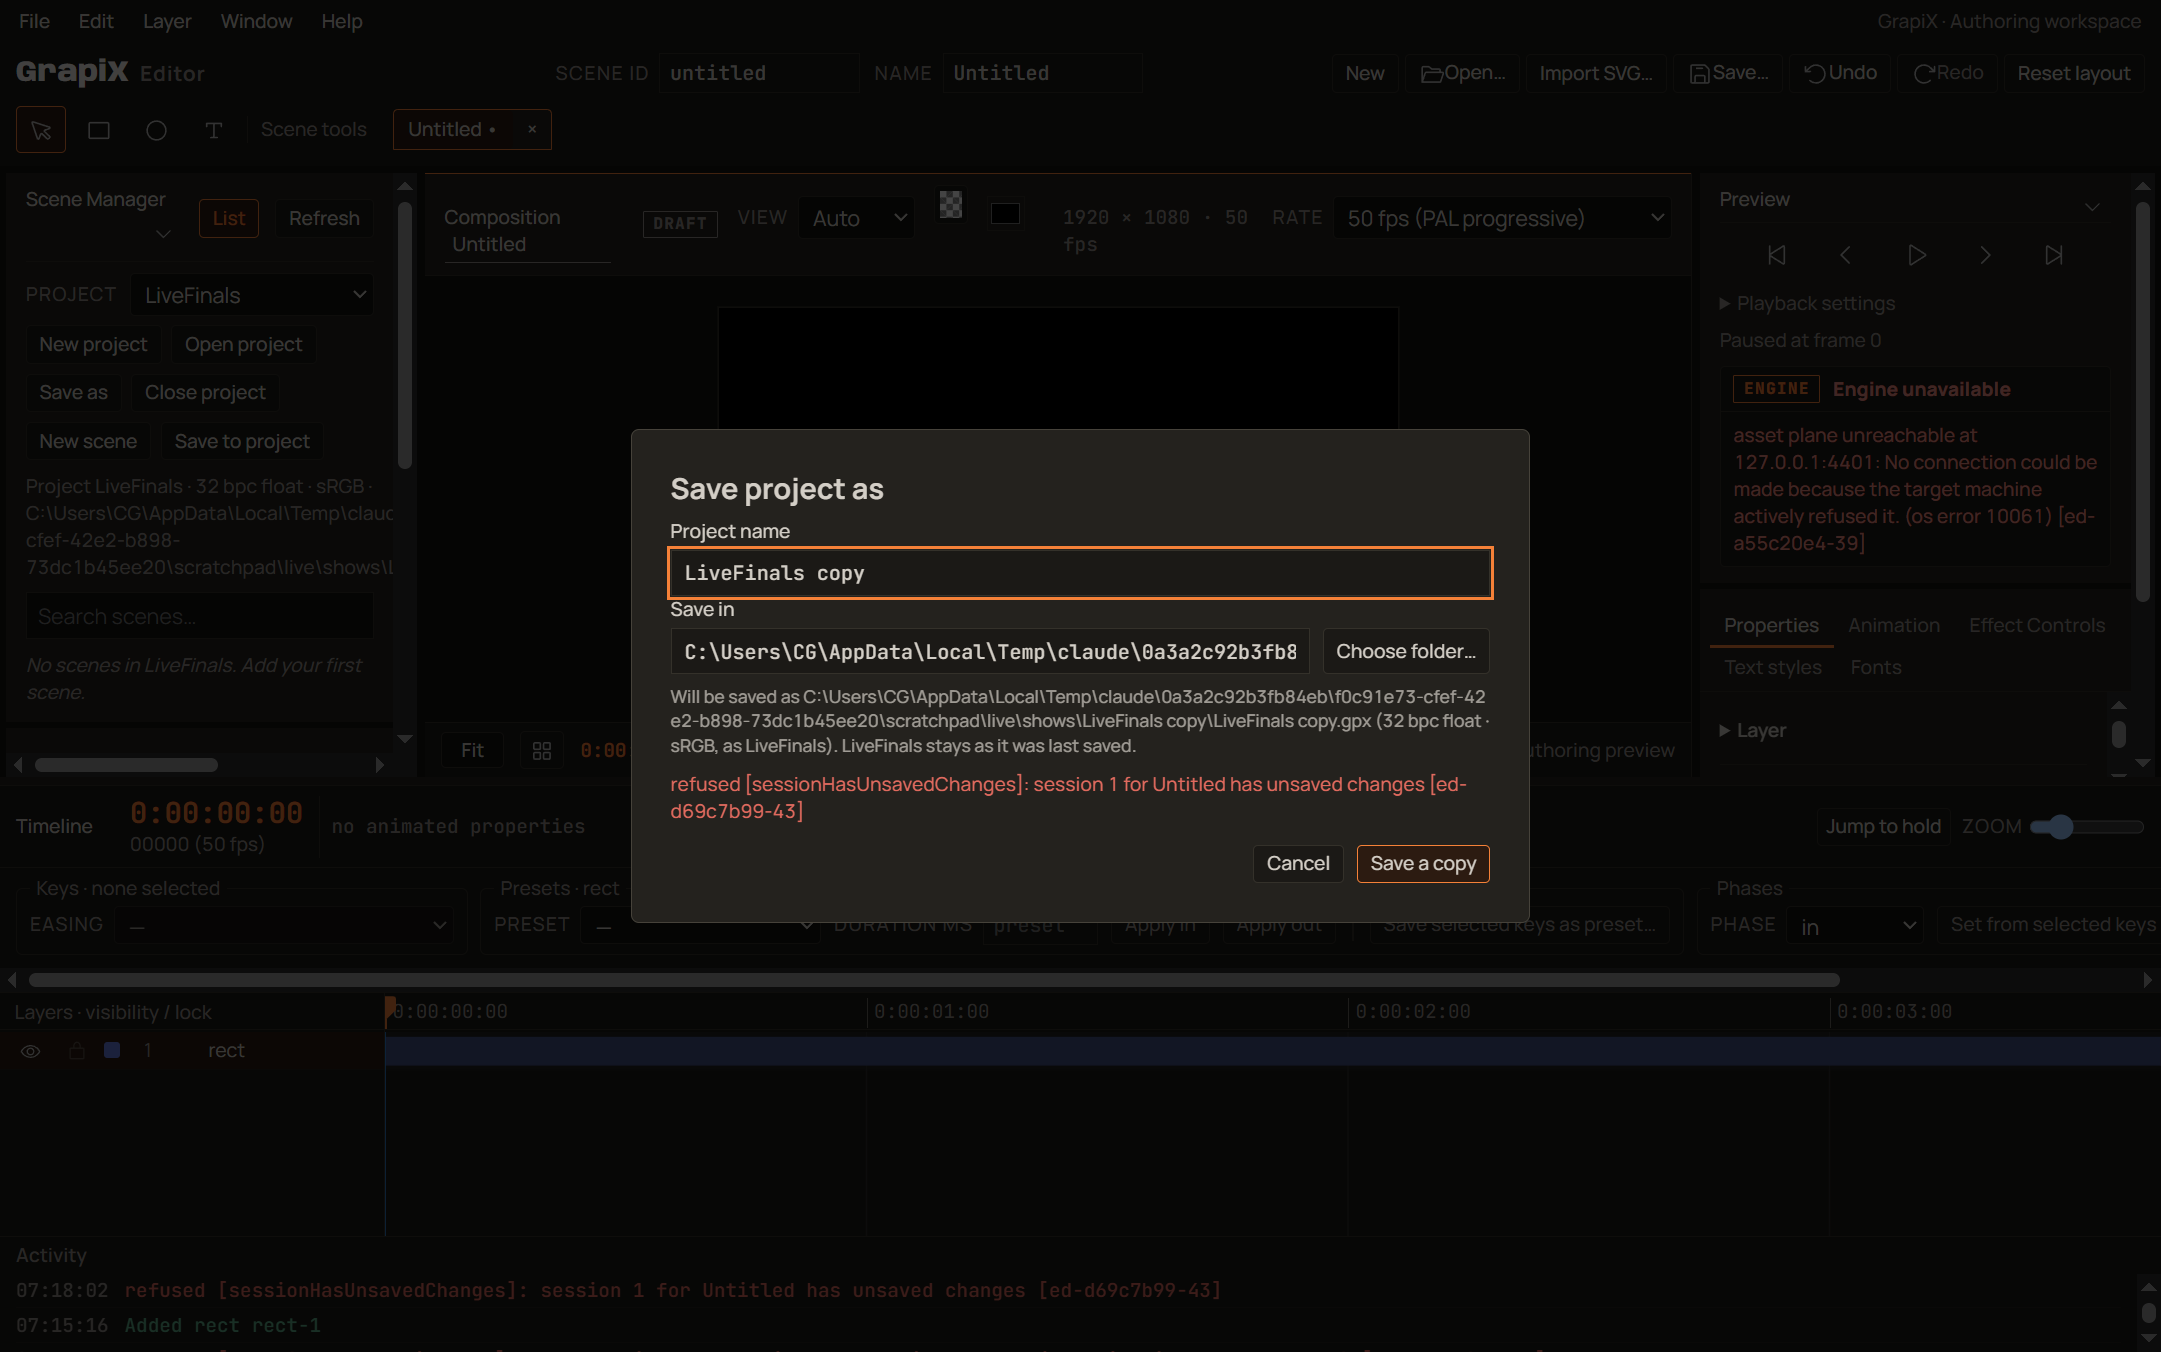 File Edit Layer Window Help
GrapiX · Authoring workspace
GrapiX Editor
SCENE ID untitled NAME Untitled
New Open... Import SVG... Save... Undo Redo Reset layout
T Scene tools Untitled • ×
Scene Manager
List Refresh
PROJECT LiveFinals
New project Open project
Save as Close project
New scene Save to project
Project LiveFinals · 32 bpc float · sRGB ·
C:\Users\CG\AppData\Local\Temp\claud
cfef-42e2-b898-
73dc1b45ee20\scratchpad\live\shows\L
Search scenes...
No scenes in LiveFinals. Add your first
scene.
Composition
Untitled
DRAFT VIEW Auto
1920 × 1080 · 50
fps
RATE 50 fps (PAL progressive)
Preview
Playback settings
Paused at frame 0
ENGINE Engine unavailable
asset plane unreachable at
127.0.0.1:4401: No connection could be
made because the target machine
actively refused it. (os error 10061) [ed-
a55c20e4-39]
Properties Animation Effect Controls
Text styles Fonts
Layer
Save project as
Project name
LiveFinals copy
Save in
C:\Users\CG\AppData\Local\Temp\claude\0a3a2c92b3fb8
Choose folder...
Will be saved as C:\Users\CG\AppData\Local\Temp\claude\0a3a2c92b3fb84eb\f0c91e73-cfef-42
e2-b898-73dc1b45ee20\scratchpad\live\shows\LiveFinals copy\LiveFinals copy.gpx (32 bpc float ·
sRGB, as LiveFinals). LiveFinals stays as it was last saved.
refused [sessionHasUnsavedChanges]: session 1 for Untitled has unsaved changes [ed-
d69c7b99-43]
Cancel Save a copy
Fit 0:00: uthoring preview
Timeline 0:00:00:00
00000 (50 fps)
no animated properties
Jump to hold ZOOM
Keys · none selected
EASING —
Presets · rect
PRESET — DURATION MS preset Apply in Apply out Save selected keys as preset...
Phases
PHASE in Set from selected keys
Layers · visibility / lock
0:00:00:00 0:00:01:00 0:00:02:00 0:00:03:00
1 rect
Activity
07:18:02 refused [sessionHasUnsavedChanges]: session 1 for Untitled has unsaved changes [ed-d69c7b99-43]
07:15:16 Added rect rect-1